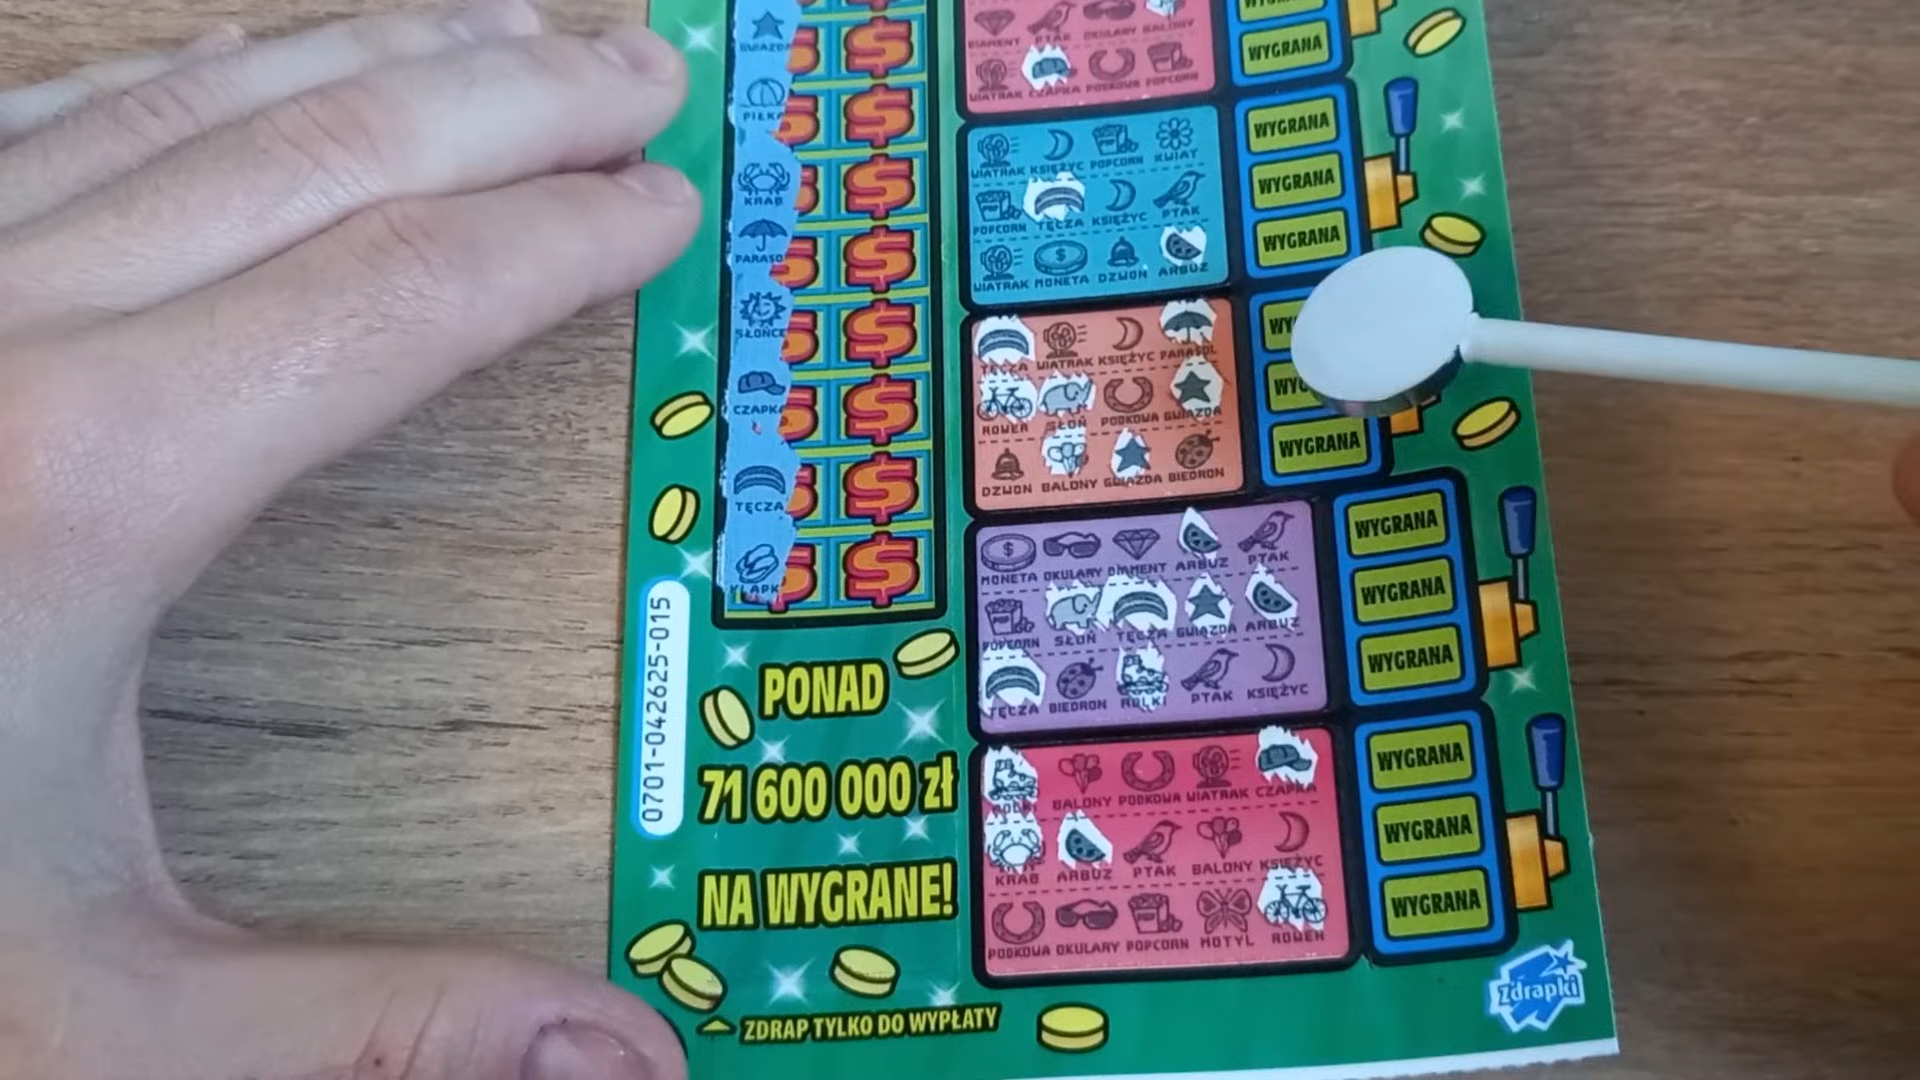 GWIAZDA
PIŁKA
KRAB
PARASOL
SŁOŃCE
CZAPKA
TĘCZA
KLAPKI
0701-042625-015
PONAD
71 600 000 zł
NA WYGRANE!
ZDRAP TYLKO DO WYPŁATY
DIAMENT PTAK OKULARY BALONY
WIATRAK CZAPKA PODKOWA POPCORN
WYGRANA
WIATRAK KSIĘŻYC POPCORN KWIAT
POPCORN TĘCZA KSIĘŻYC PTAK
WIATRAK MONETA DZWON ARBUZ
WYGRANA
WYGRANA
WYGRANA
TĘCZA WIATRAK KSIĘŻYC PARASOL
ROWER SŁOŃ PODKOWA GWIAZDA
DZWON BALONY GWIAZDA BIEDRON
WY
WYG
WYGRANA
MONETA OKULARY DIAMENT ARBUZ PTAK
POPCORN SŁOŃ TĘCZA GWIAZDA ARBUZ
TĘCZA BIEDRON ROLKI PTAK KSIĘŻYC
WYGRANA
WYGRANA
WYGRANA
ROLKI BALONY PODKOWA WIATRAK CZAPKA
KRAB ARBUZ PTAK BALONY KSIĘŻYC
PODKOWA OKULARY POPCORN MOTYL ROWER
WYGRANA
WYGRANA
WYGRANA
Zdrapki